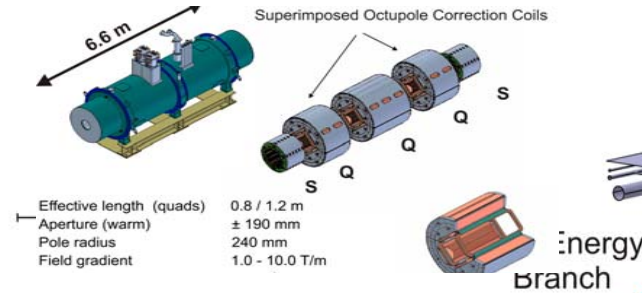 Superimposed Octupole Correction Coils
6.6 m
S
Q
Q
Q
S
Effective length (quads) 0.8 / 1.2 m
Aperture (warm) ± 190 mm
Pole radius 240 mm
Field gradient 1.0 - 10.0 T/m
Energy
Branch